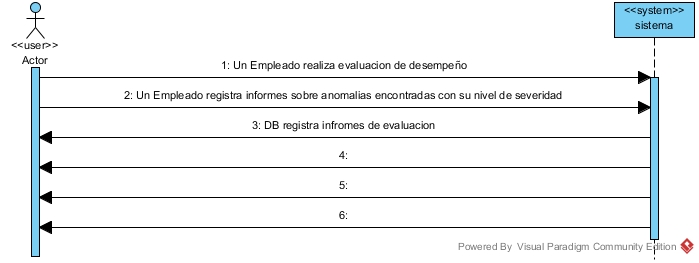 <<user>>
Actor
<<system>>
sistema
1: Un Empleado realiza evaluacion de desempeño
2: Un Empleado registra informes sobre anomalias encontradas con su nivel de severidad
3: DB registra infromes de evaluacion
4:
5:
6:
Powered By Visual Paradigm Community Edition